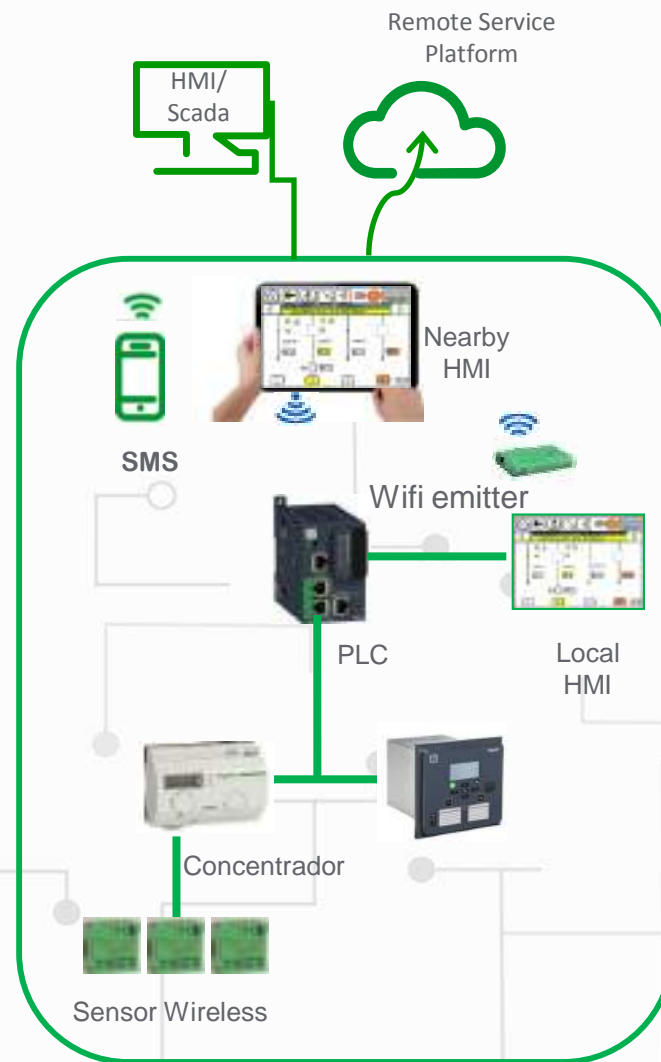 Remote Service
Platform
HMI/
Scada
Nearby
HMI
SMS
Wifi emitter
PLC
Local
HMI
Concentrador
Sensor Wireless